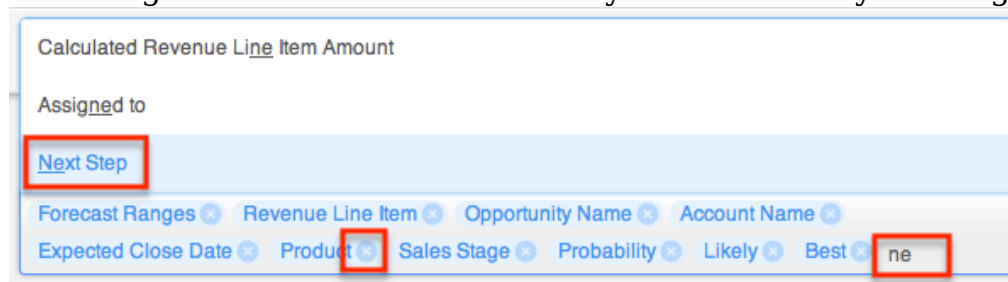 Calculated Revenue Line Item Amount
Assigned to
Next Step
Forecast Ranges Revenue Line Item Opportunity Name Account Name
Expected Close Date Product Sales Stage Probability Likely Best ne